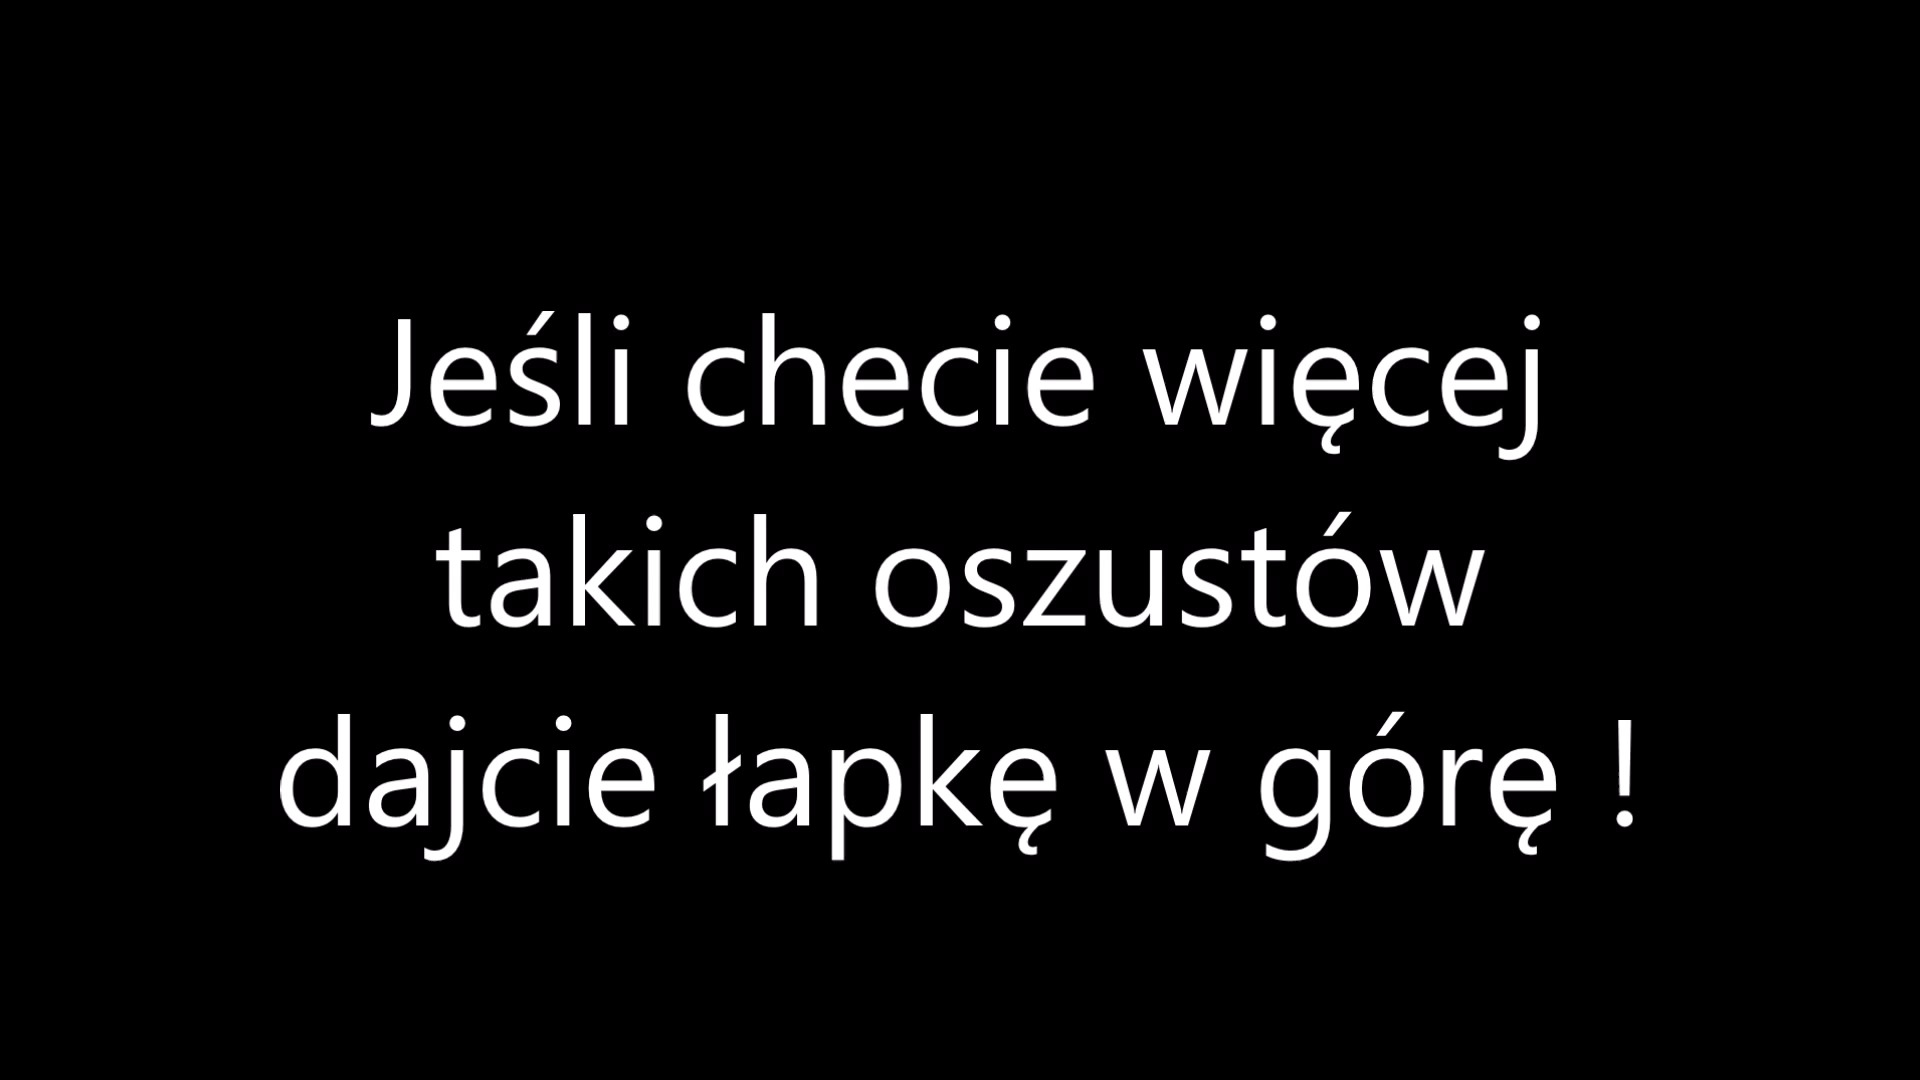 Jeśli checie więcej
takich oszustów
dajcie łapkę w górę !